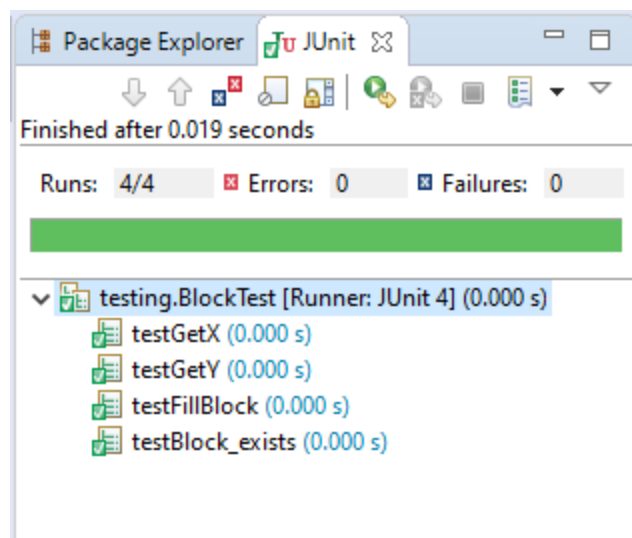 Package Explorer JUnit
Finished after 0.019 seconds
Runs: 4/4 Errors: 0 Failures: 0
testing.BlockTest [Runner: JUnit 4] (0.000 s)
testGetX (0.000 s)
testGetY (0.000 s)
testFillBlock (0.000 s)
testBlock_exists (0.000 s)